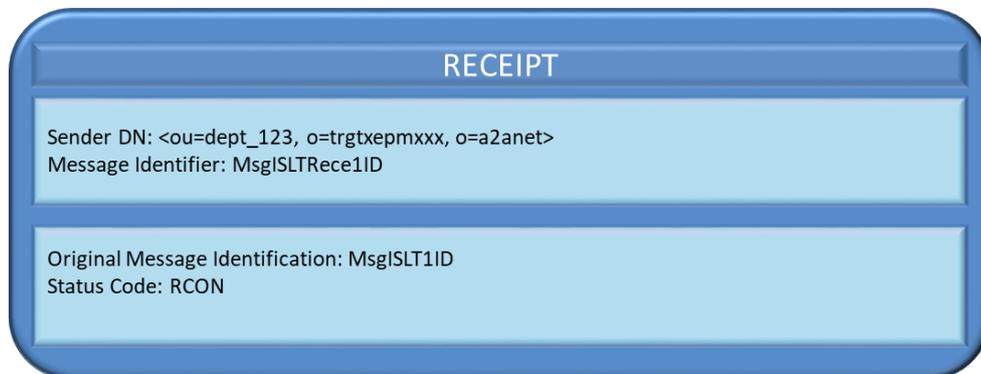 RECEIPT
Sender DN: <ou=dept_123, o=trgtxepmxxx, o=a2anet>
Message Identifier: MsgISLTRece1ID
Original Message Identification: MsgISLT1ID
Status Code: RCON